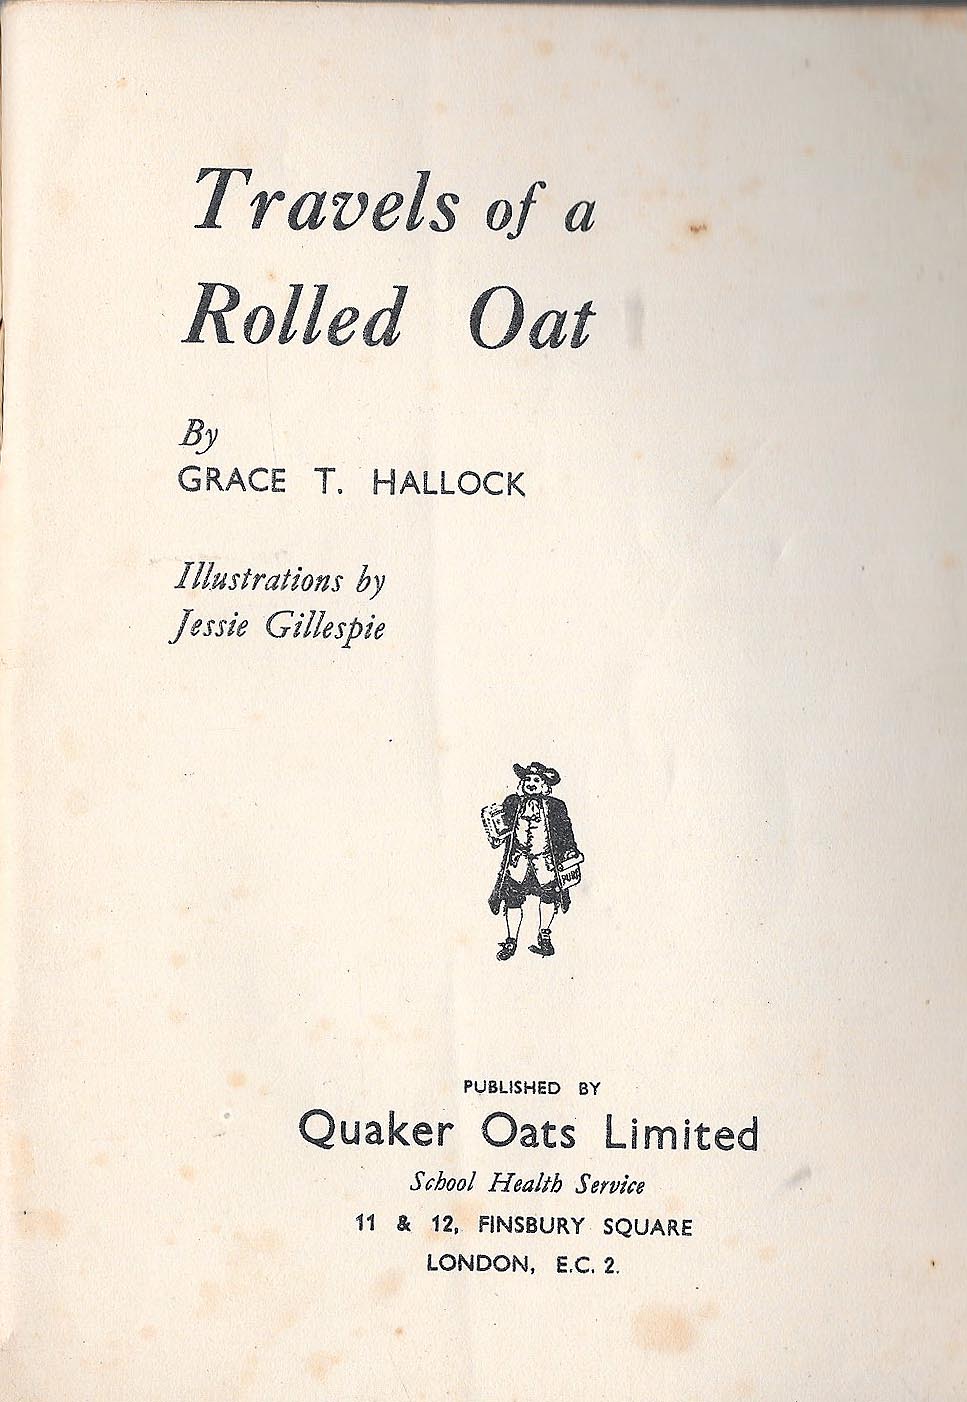 Travels of a
Rolled Oat
By
GRACE T. HALLOCK
Illustrations by
Jessie Gillespie
PURE
PUBLISHED BY
Quaker Oats Limited
School Health Service
11 & 12, FINSBURY SQUARE
LONDON, E.C. 2.